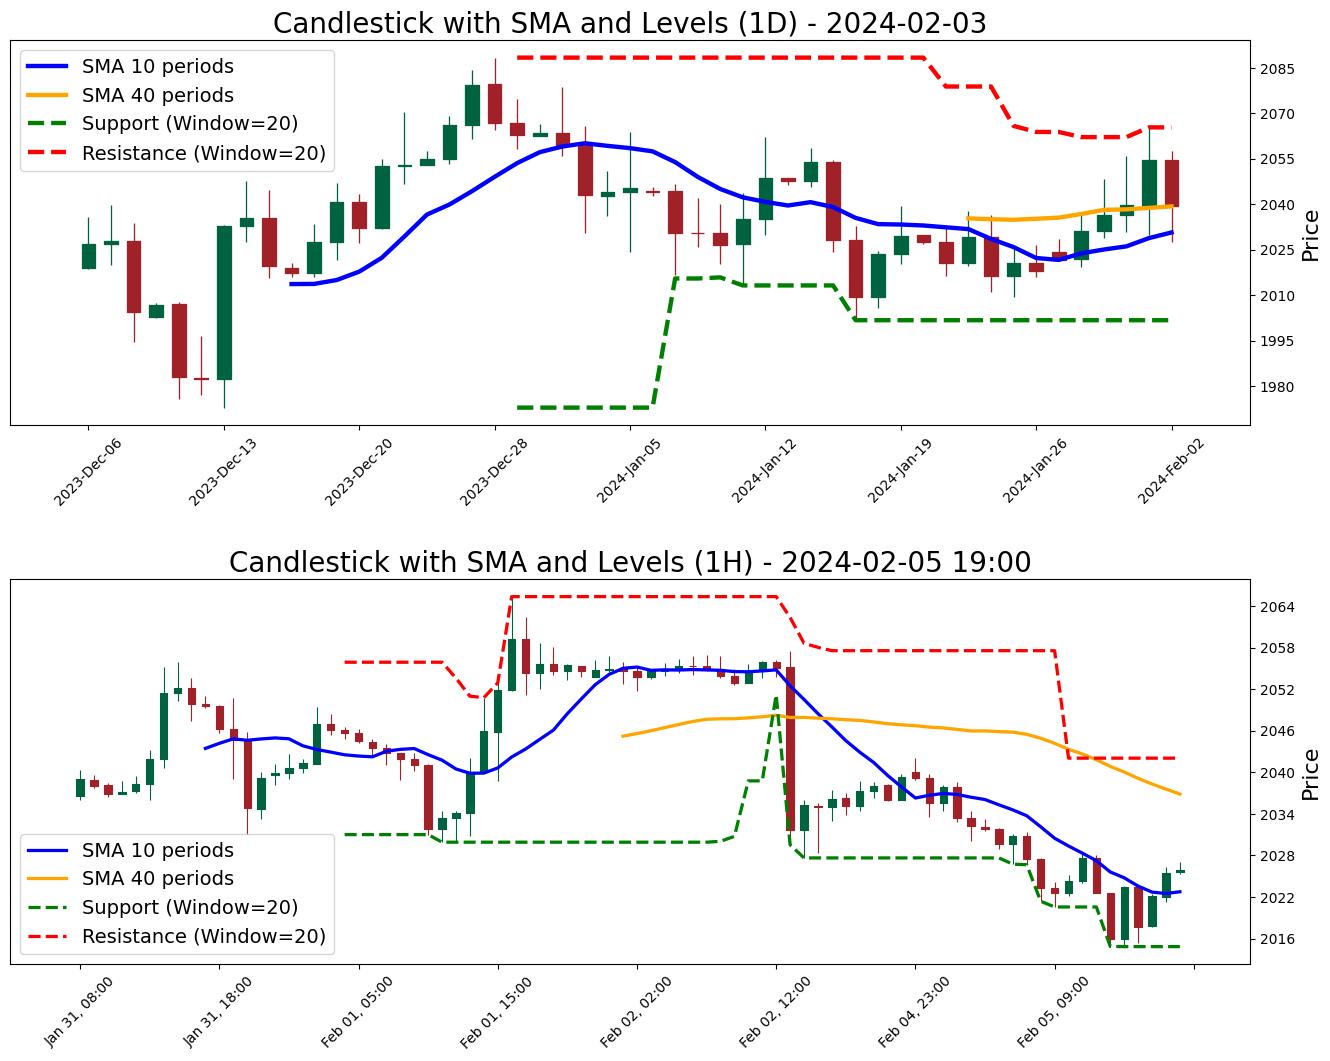 Candlestick with SMA and Levels (1D) - 2024-02-03
SMA 10 periods
SMA 40 periods
Support (Window=20)
Resistance (Window=20)
2085
2070
2055
2040
2025
2010
1995
1980
Price
2023-Dec-06
2023-Dec-13
2023-Dec-20
2023-Dec-28
2024-Jan-05
2024-Jan-12
2024-Jan-19
2024-Jan-26
2024-Feb-02
Candlestick with SMA and Levels (1H) - 2024-02-05 19:00
2064
2058
2052
2046
2040
2034
2028
2022
2016
Price
SMA 10 periods
SMA 40 periods
Support (Window=20)
Resistance (Window=20)
Jan 31, 08:00
Jan 31, 18:00
Feb 01, 05:00
Feb 01, 15:00
Feb 02, 02:00
Feb 02, 12:00
Feb 04, 23:00
Feb 05, 09:00